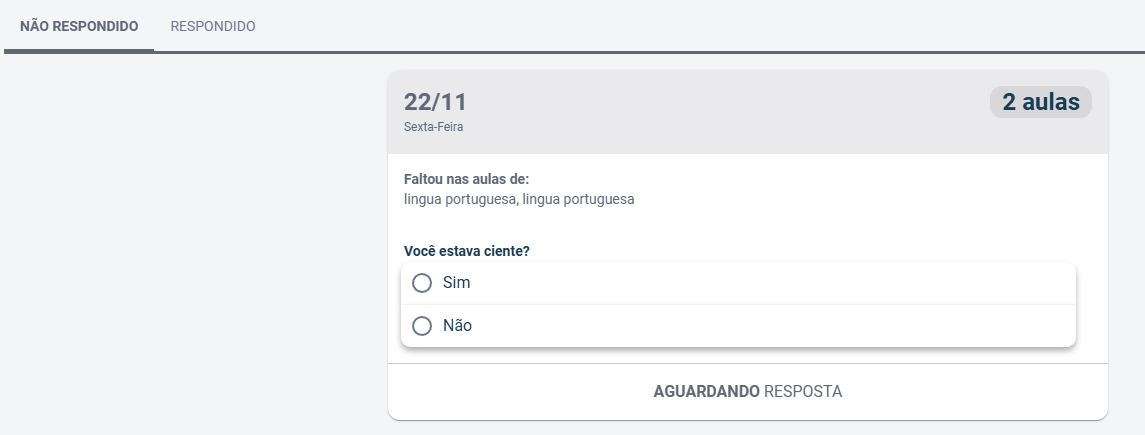 NÃO RESPONDIDO RESPONDIDO
22/11
2 aulas
Sexta-Feira
Faltou nas aulas de:
lingua portuguesa, lingua portuguesa
Você estava ciente?
Sim
Não
AGUARDANDO RESPOSTA